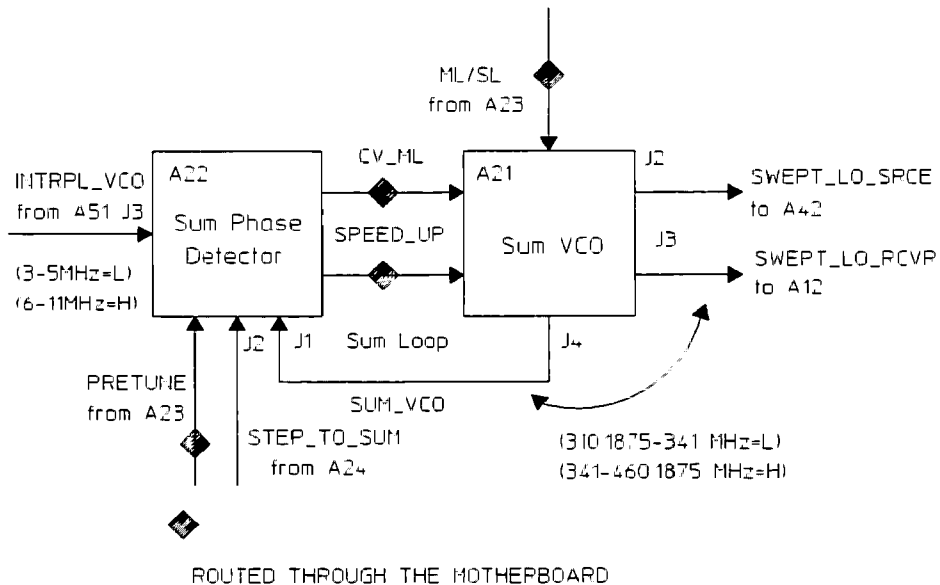 ML/SL
from A23
CV_ML
A22
A21
J2
INTRPL_VCO
from A51 J3
Sum Phase
Detector
SPEED_UP
Sum VCO
SWEPT_LO_SRCE
to A42
J3
SWEPT_LO_RCVR
to A12
(3-5MHz=L)
(6-11MHz=H)
J2
J1
Sum Loop
J4
PRETUNE
from A23
SUM_VCO
STEP_TO_SUM
from A24
(310 1875-341 MHz=L)
(341-460 1875 MHz=H)
ROUTED THROUGH THE MOTHERBOARD